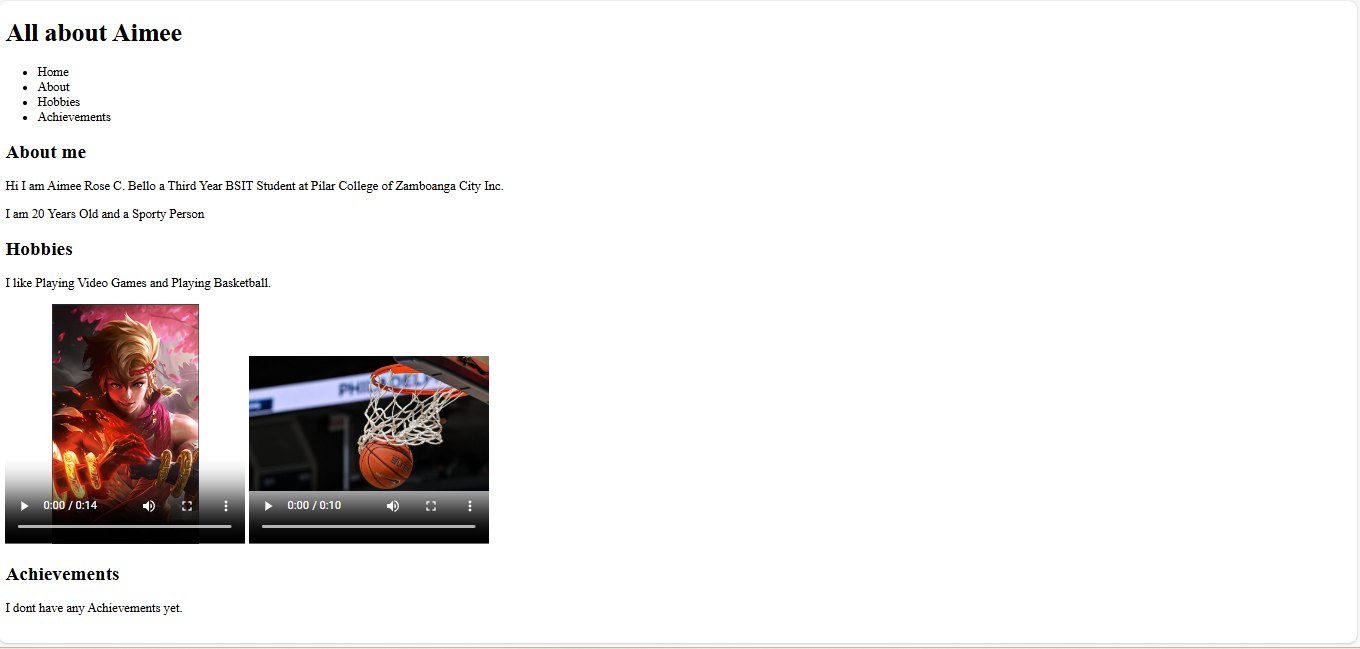 All about Aimee
Home
About
Hobbies
Achievements
About me
Hi I am Aimee Rose C. Bello a Third Year BSIT Student at Pilar College of Zamboanga City Inc.
I am 20 Years Old and a Sporty Person
Hobbies
I like Playing Video Games and Playing Basketball.
0:00 / 0:14
0:00 / 0:10
Achievements
I dont have any Achievements yet.